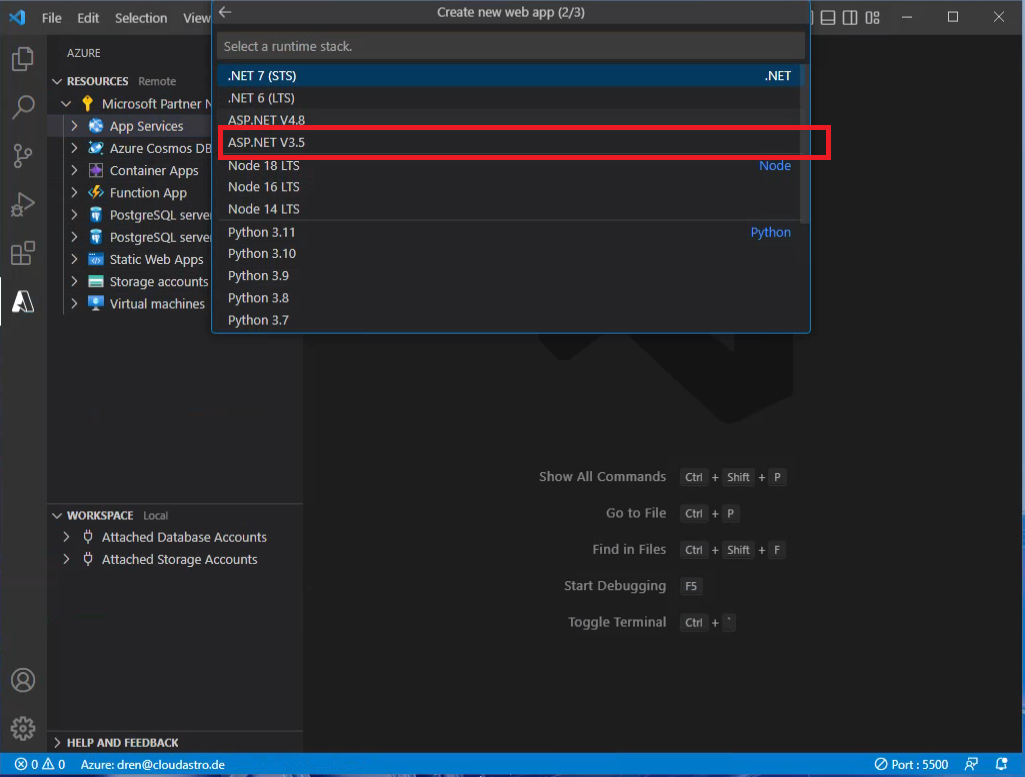 File Edit Selection View
Create new web app (2/3)
Select a runtime stack.
.NET 7 (STS) .NET
.NET 6 (LTS)
ASP.NET V4.8
ASP.NET V3.5
Node 18 LTS Node
Node 16 LTS
Node 14 LTS
Python 3.11 Python
Python 3.10
Python 3.9
Python 3.8
Python 3.7
AZURE
RESOURCES Remote
Microsoft Partner N
App Services
Azure Cosmos DB
Container Apps
Function App
PostgreSQL serve
PostgreSQL serve
Static Web Apps
Storage accounts
Virtual machines
Show All Commands Ctrl + Shift + P
Go to File Ctrl + P
Find in Files Ctrl + Shift + F
Start Debugging F5
Toggle Terminal Ctrl + `
WORKSPACE Local
Attached Database Accounts
Attached Storage Accounts
HELP AND FEEDBACK
0 0 Azure: dren@cloudastro.de Port : 5500